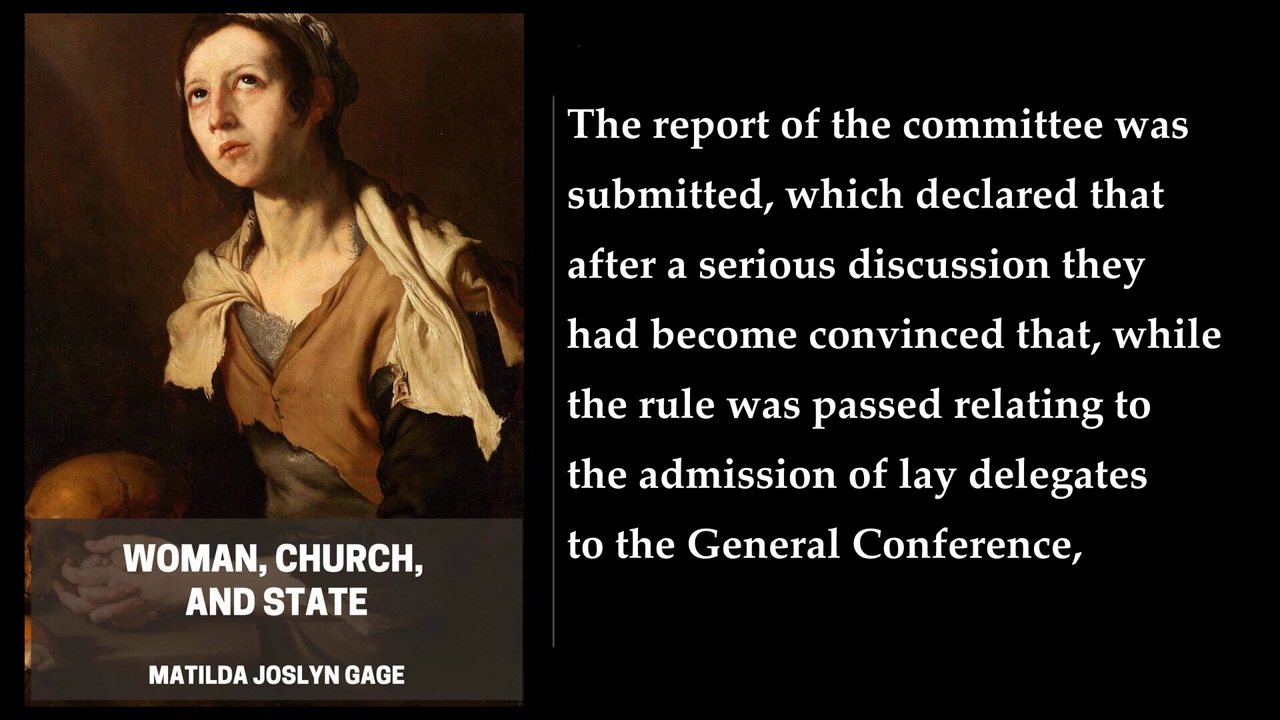 WOMAN, CHURCH,
AND STATE
MATILDA JOSLYN GAGE
The report of the committee was
submitted, which declared that
after a serious discussion they
had become convinced that, while
the rule was passed relating to
the admission of lay delegates
to the General Conference,